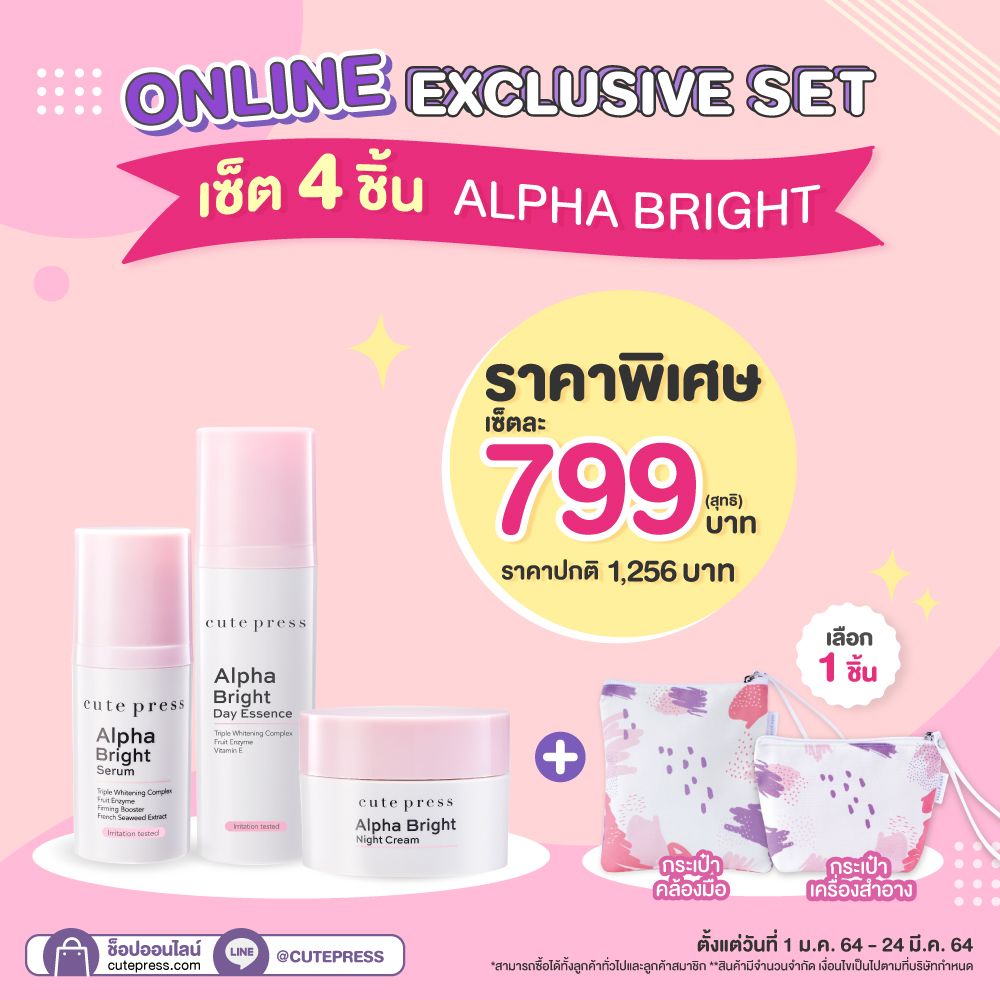 ONLINE EXCLUSIVE SET
เซ็ต 4 ชิ้น ALPHA BRIGHT
ราคาพิเศษ
เซ็ตละ
799 (สุทธิ) บาท
ราคาปกติ 1,256 บาท
เลือก
1 ชิ้น
cute press
Alpha
Bright
Serum
Triple Whitening Complex
Fruit Enzyme
Firming Booster
French Seaweed Extract
Irritation tested
cute press
Alpha
Bright
Day Essence
Triple Whitening Complex
Fruit Enzyme
Vitamin E
Irritation tested
cute press
Alpha Bright
Night Cream
+
กระเป๋า
คล้องมือ
กระเป๋า
เครื่องสำอาง
ช็อปออนไลน์
cutepress.com
LINE
@CUTEPRESS
ตั้งแต่วันที่ 1 ม.ค. 64 - 24 มี.ค. 64
*สามารถซื้อได้ทั้งลูกค้าทั่วไปและลูกค้าสมาชิก **สินค้ามีจำนวนจำกัด เงื่อนไขเป็นไปตามที่บริษัทกำหนด